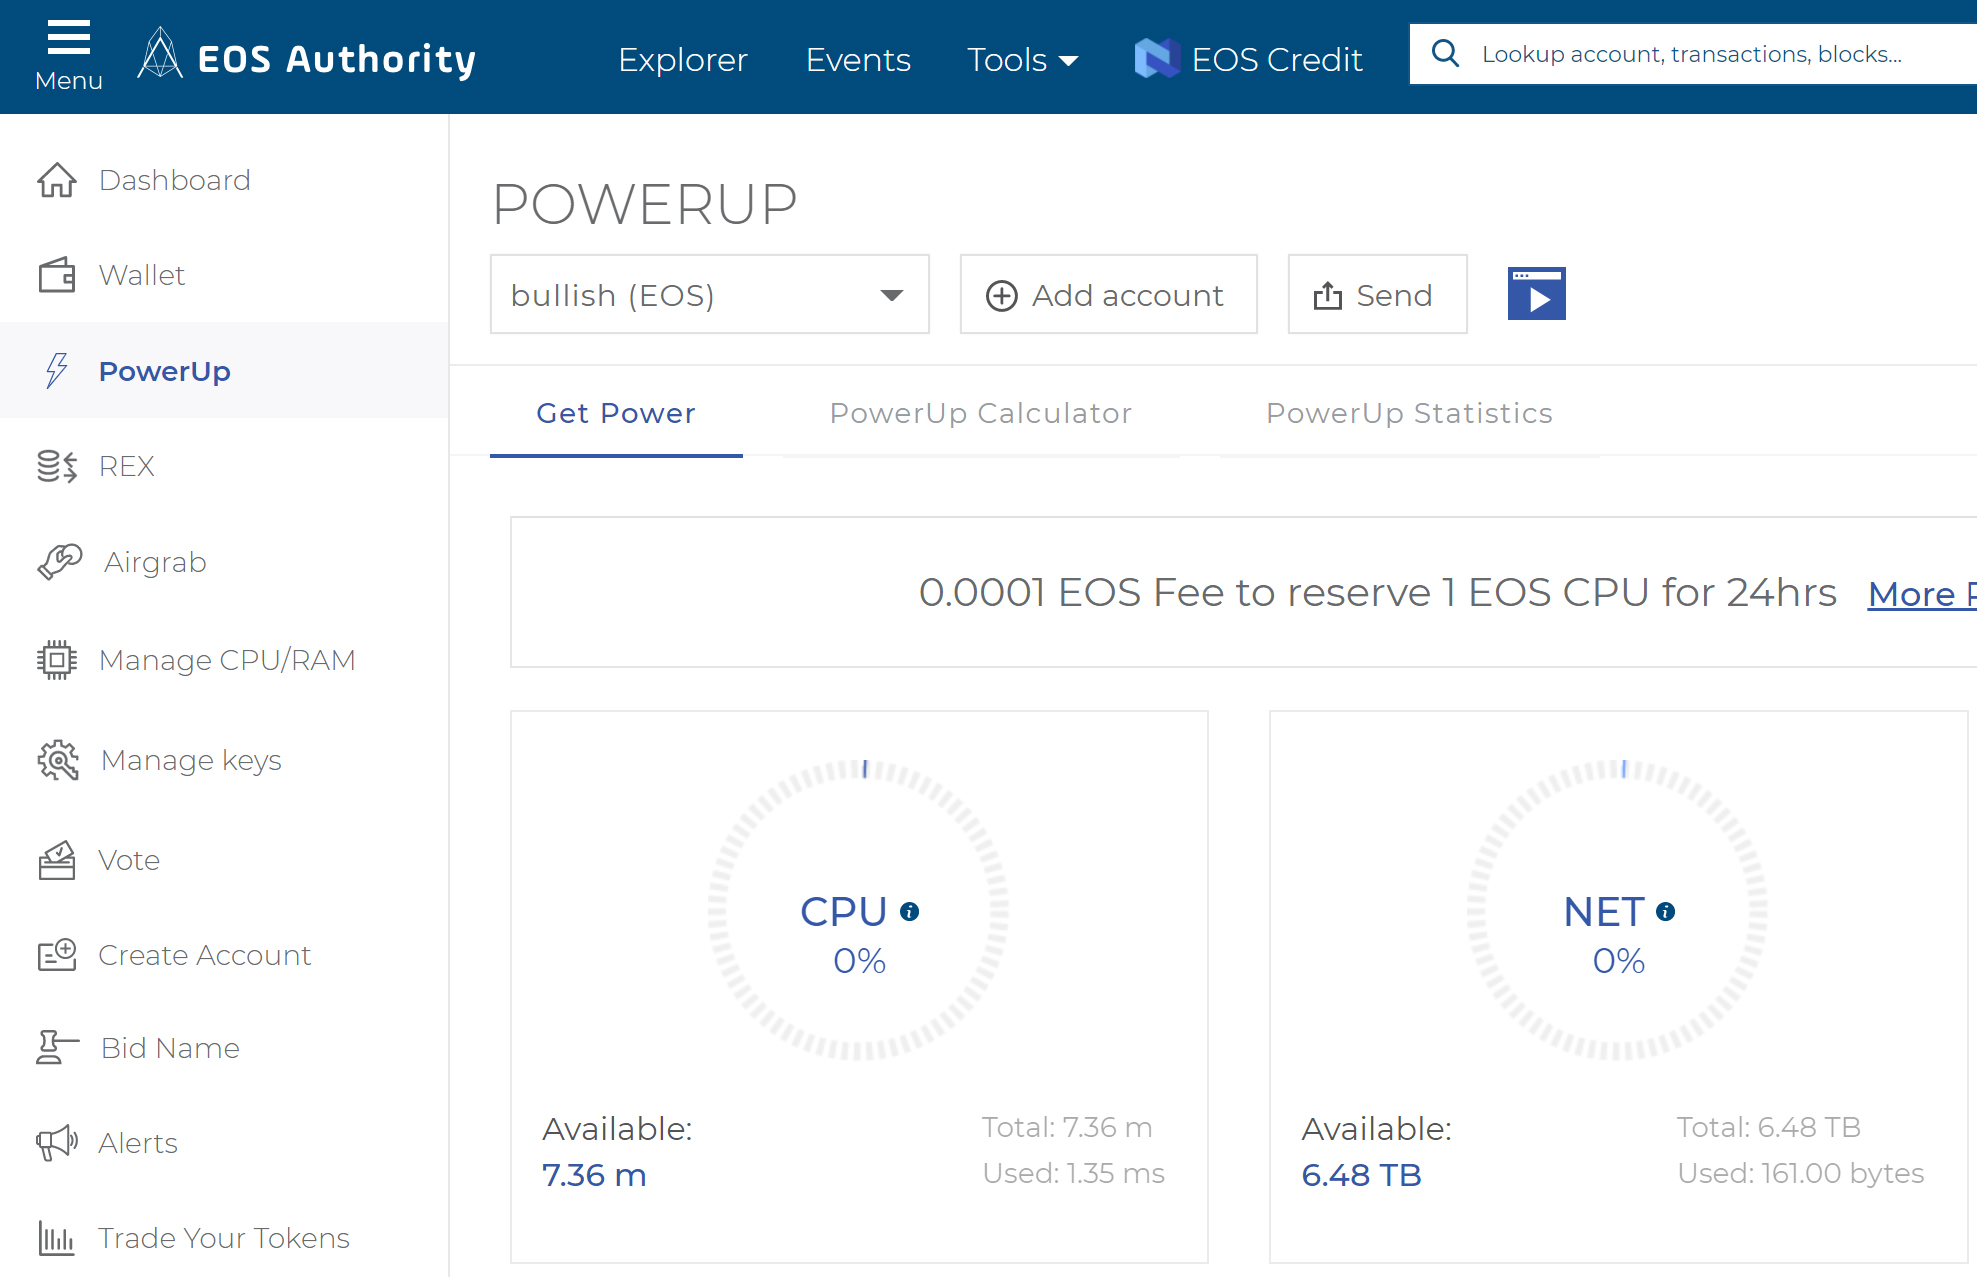 Menu
EOS Authority
Explorer
Events
Tools
EOS Credit
Lookup account, transactions, blocks...
Dashboard
Wallet
PowerUp
REX
Airgrab
Manage CPU/RAM
Manage keys
Vote
Create Account
Bid Name
Alerts
Trade Your Tokens
POWERUP
bullish (EOS)
Add account
Send
Get Power
PowerUp Calculator
PowerUp Statistics
0.0001 EOS Fee to reserve 1 EOS CPU for 24hrs More
CPU
0%
Available:
7.36 m
Total: 7.36 m
Used: 1.35 ms
NET
0%
Available:
6.48 TB
Total: 6.48 TB
Used: 161.00 bytes